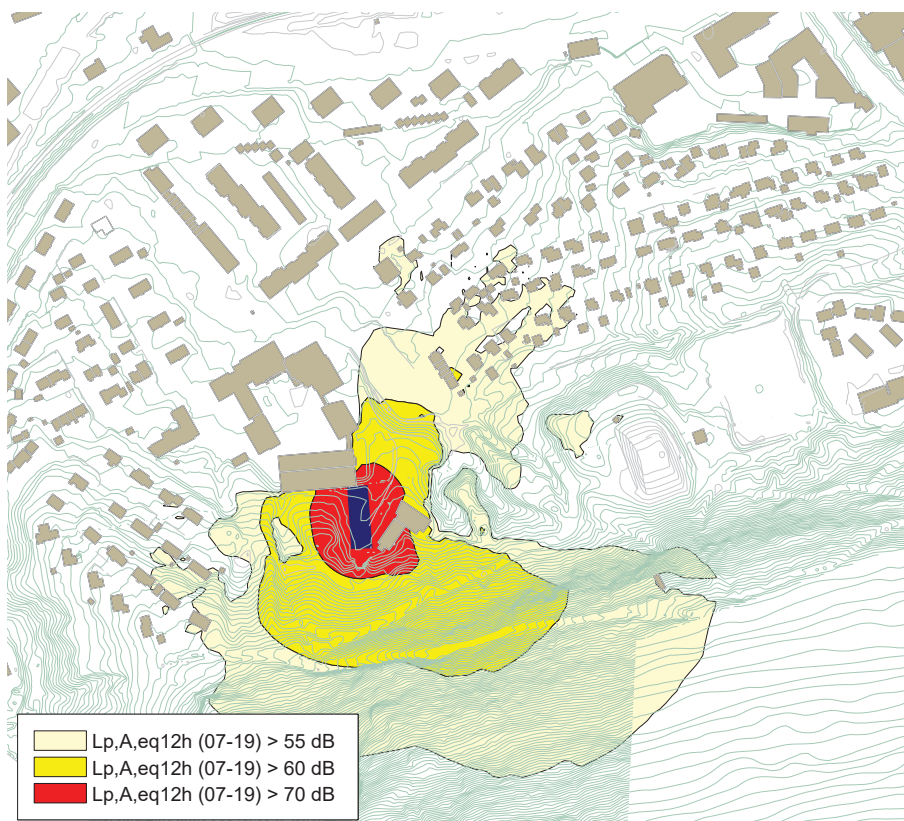 Lp,A,eq12h (07-19) > 55 dB
Lp,A,eq12h (07-19) > 60 dB
Lp,A,eq12h (07-19) > 70 dB